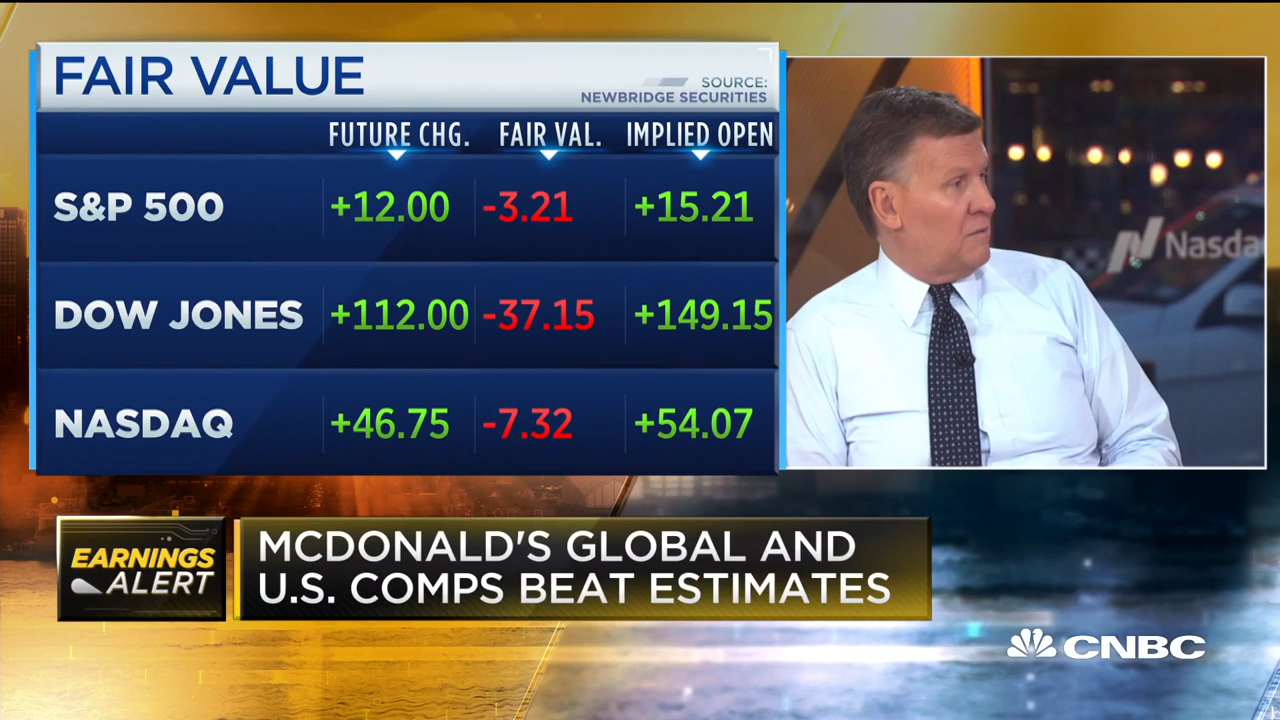 FAIR VALUE
SOURCE:
NEWBRIDGE SECURITIES
FUTURE CHG. FAIR VAL. IMPLIED OPEN
S&P 500 +12.00 -3.21 +15.21
DOW JONES +112.00 -37.15 +149.15
NASDAQ +46.75 -7.32 +54.07
Nasda
EARNINGS
ALERT
MCDONALD'S GLOBAL AND
U.S. COMPS BEAT ESTIMATES
CNBC